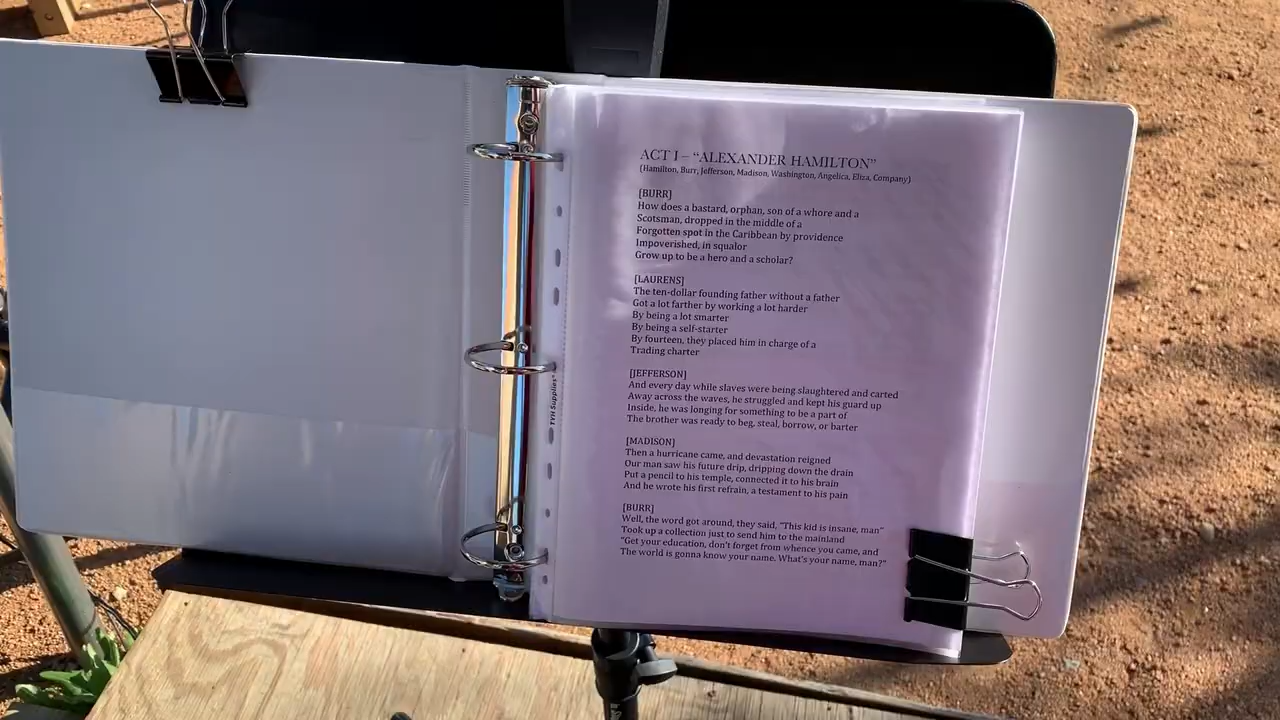 ACT I – “ALEXANDER HAMILTON”
(Hamilton, Burr, Jefferson, Madison, Washington, Angelica, Eliza, Company)
[BURR]
How does a bastard, orphan, son of a whore and a
Scotsman, dropped in the middle of a
Forgotten spot in the Caribbean by providence
Impoverished, in squalor
Grow up to be a hero and a scholar?
[LAURENS]
The ten-dollar founding father without a father
Got a lot farther by working a lot harder
By being a lot smarter
By being a self-starter
By fourteen, they placed him in charge of a
Trading charter
[JEFFERSON]
And every day while slaves were being slaughtered and carted
Away across the waves, he struggled and kept his guard up
Inside, he was longing for something to be a part of
The brother was ready to beg, steal, borrow, or barter
[MADISON]
Then a hurricane came, and devastation reigned
Our man saw his future drip, dripping down the drain
Put a pencil to his temple, connected it to his brain
And he wrote his first refrain, a testament to his pain
[BURR]
Well, the word got around, they said, “This kid is insane, man”
Took up a collection just to send him to the mainland
“Get your education, don’t forget from whence you came, and
The world is gonna know your name. What’s your name, man?”
TYH Supplies